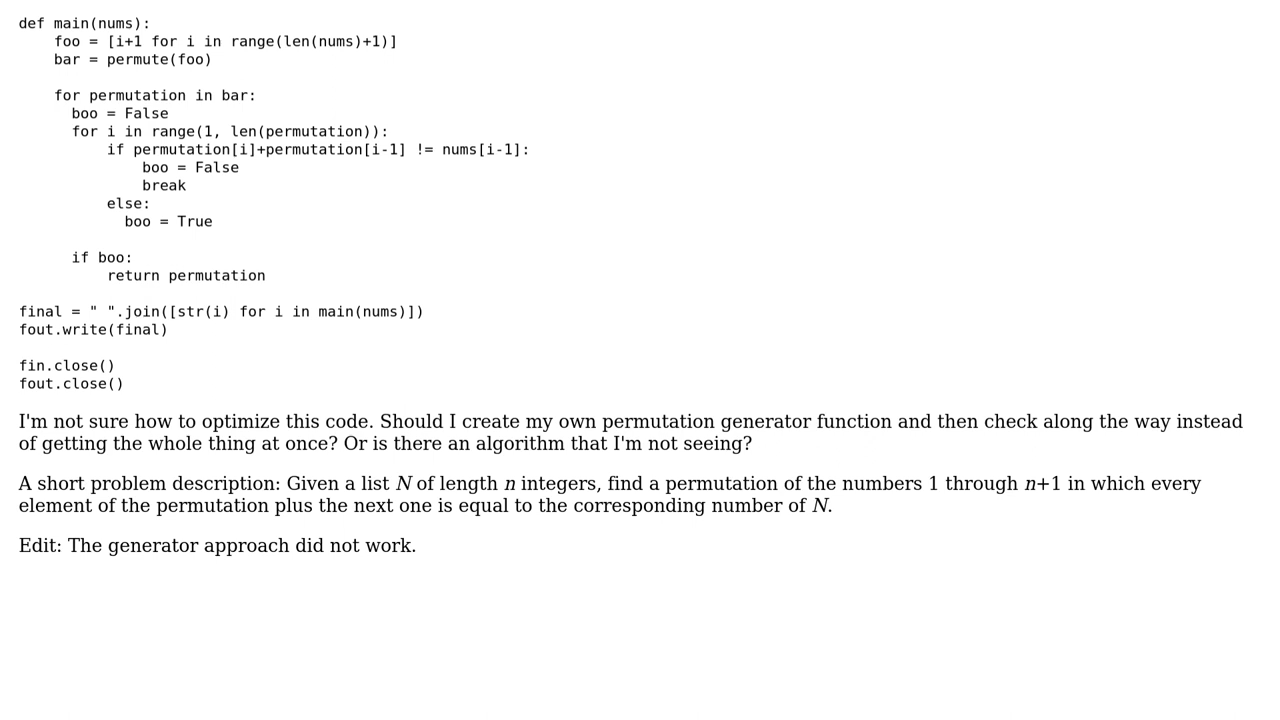 def main(nums):
    foo = [i+1 for i in range(len(nums)+1)]
    bar = permute(foo)

    for permutation in bar:
      boo = False
      for i in range(1, len(permutation)):
          if permutation[i]+permutation[i-1] != nums[i-1]:
              boo = False
              break
          else:
            boo = True

      if boo:
          return permutation

final = " ".join([str(i) for i in main(nums)])
fout.write(final)

fin.close()
fout.close()

I'm not sure how to optimize this code. Should I create my own permutation generator function and then check along the way instead
of getting the whole thing at once? Or is there an algorithm that I'm not seeing?

A short problem description: Given a list N of length n integers, find a permutation of the numbers 1 through n+1 in which every
element of the permutation plus the next one is equal to the corresponding number of N.

Edit: The generator approach did not work.